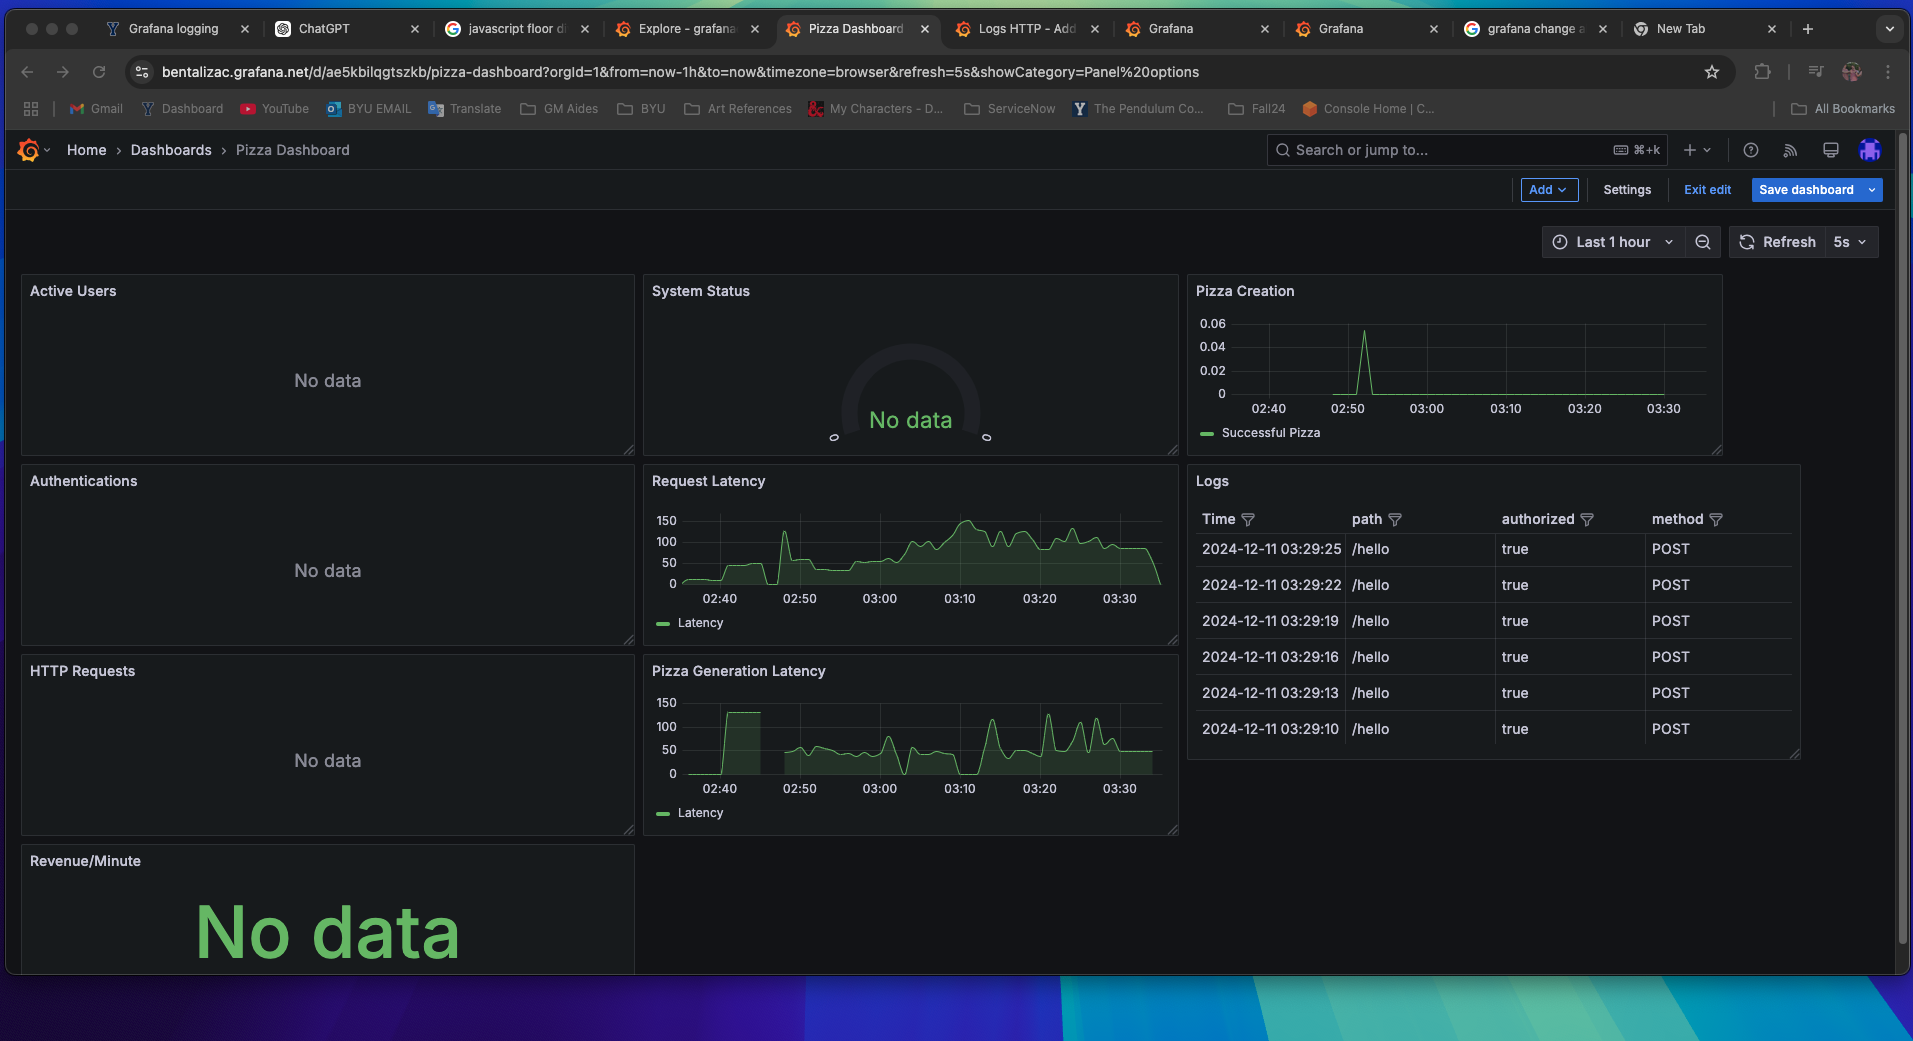 Grafana logging
ChatGPT
javascript floor di
Explore - grafana
Pizza Dashboard
Logs HTTP - Add
Grafana
Grafana
grafana change a
New Tab
bentalizac.grafana.net/d/ae5kbilqgtszkb/pizza-dashboard?orgId=1&from=now-1h&to=now&timezone=browser&refresh=5s&showCategory=Panel%20options
Gmail
Dashboard
YouTube
BYU EMAIL
Translate
GM Aides
BYU
Art References
My Characters - D...
ServiceNow
The Pendulum Co...
Fall24
Console Home | C...
All Bookmarks
Home › Dashboards › Pizza Dashboard
Search or jump to...
⌘+k
Add
Settings
Exit edit
Save dashboard
Last 1 hour
Refresh
5s
Active Users
No data
System Status
No data
0
0
Pizza Creation
0.06
0.04
0.02
0
02:40 02:50 03:00 03:10 03:20 03:30
Successful Pizza
Authentications
No data
Request Latency
150
100
50
0
02:40 02:50 03:00 03:10 03:20 03:30
Latency
Logs
Time path authorized method
2024-12-11 03:29:25 /hello true POST
2024-12-11 03:29:22 /hello true POST
2024-12-11 03:29:19 /hello true POST
2024-12-11 03:29:16 /hello true POST
2024-12-11 03:29:13 /hello true POST
2024-12-11 03:29:10 /hello true POST
HTTP Requests
No data
Pizza Generation Latency
150
100
50
0
02:40 02:50 03:00 03:10 03:20 03:30
Latency
Revenue/Minute
No data